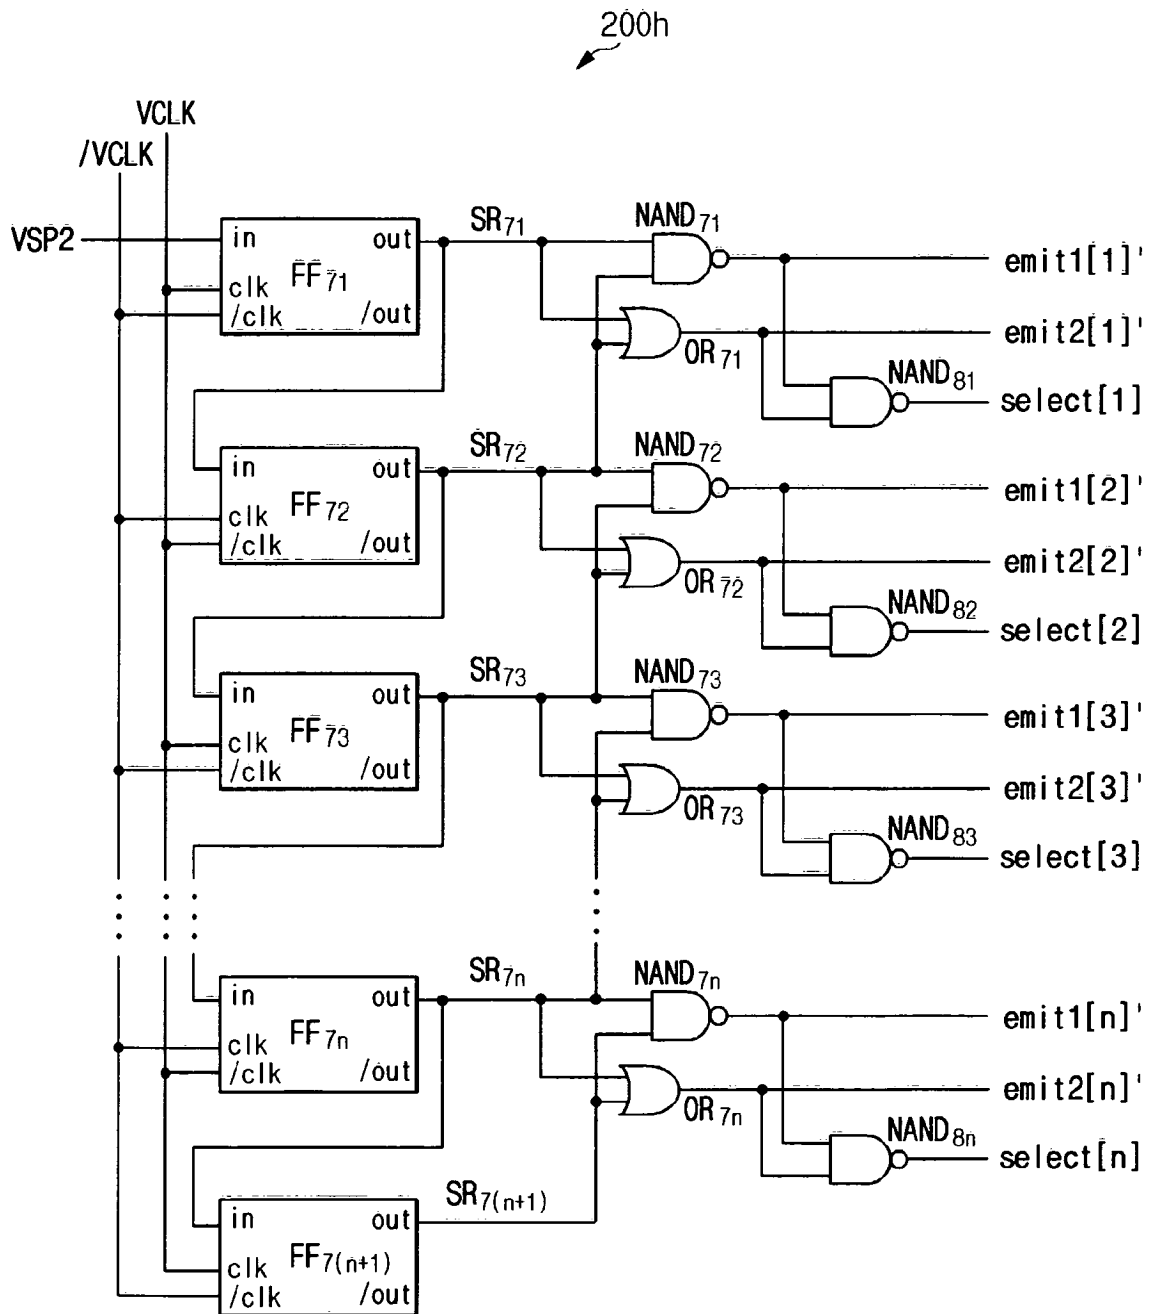 200h
VCLK
/VCLK
VSP2
in out
FF71
clk
/clk /out
SR71
NAND71
OR71
NAND81
emit1[1]'
emit2[1]'
select[1]
in out
FF72
clk
/clk /out
SR72
NAND72
OR72
NAND82
emit1[2]'
emit2[2]'
select[2]
in out
FF73
clk
/clk /out
SR73
NAND73
OR73
NAND83
emit1[3]'
emit2[3]'
select[3]
in out
FF7n
clk
/clk /out
SR7n
NAND7n
OR7n
NAND8n
emit1[n]'
emit2[n]'
select[n]
in out
FF7(n+1)
clk
/clk /out
SR7(n+1)